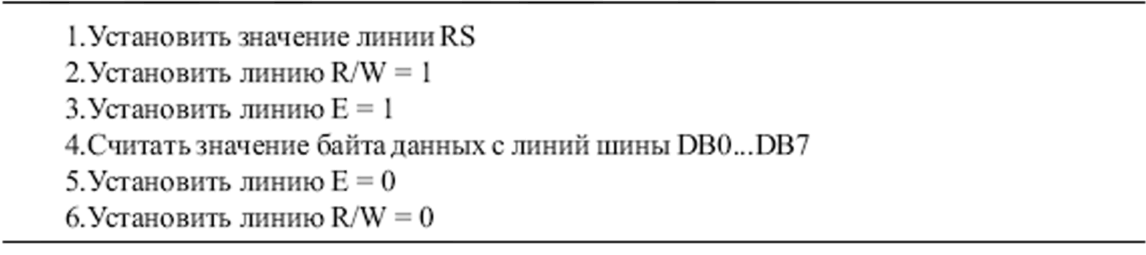 1.Установить значение линии RS
2.Установить линию R/W = 1
3.Установить линию E = 1
4.Считать значение байта данных с линий шины DB0...DB7
5.Установить линию E = 0
6.Установить линию R/W = 0